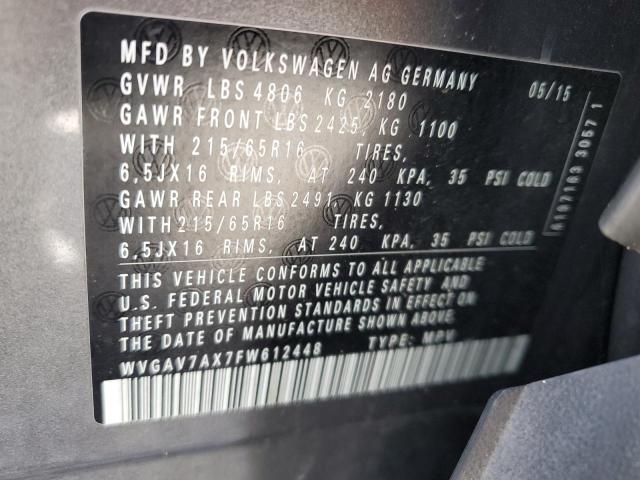 MFD BY VOLKSWAGEN AG GERMANY 05/15
GVWR LBS 4806 KG 2180
GAWR FRONT LBS 2425, KG 1100
WITH 215/65R16 TIRES,
6,5JX16 RIMS, AT 240 KPA, 35 PSI COLD
GAWR REAR LBS 2491, KG 1130
WITH 215/65R16 TIRES,
6,5JX16 RIMS, AT 240 KPA, 35 PSI COLD
THIS VEHICLE CONFORMS TO ALL APPLICABLE
U.S. FEDERAL MOTOR VEHICLE SAFETY AND
THEFT PREVENTION STANDARDS IN EFFECT ON
THE DATE OF MANUFACTURE SHOWN ABOVE.
WVGAV7AX7FW612448 TYPE: MPV